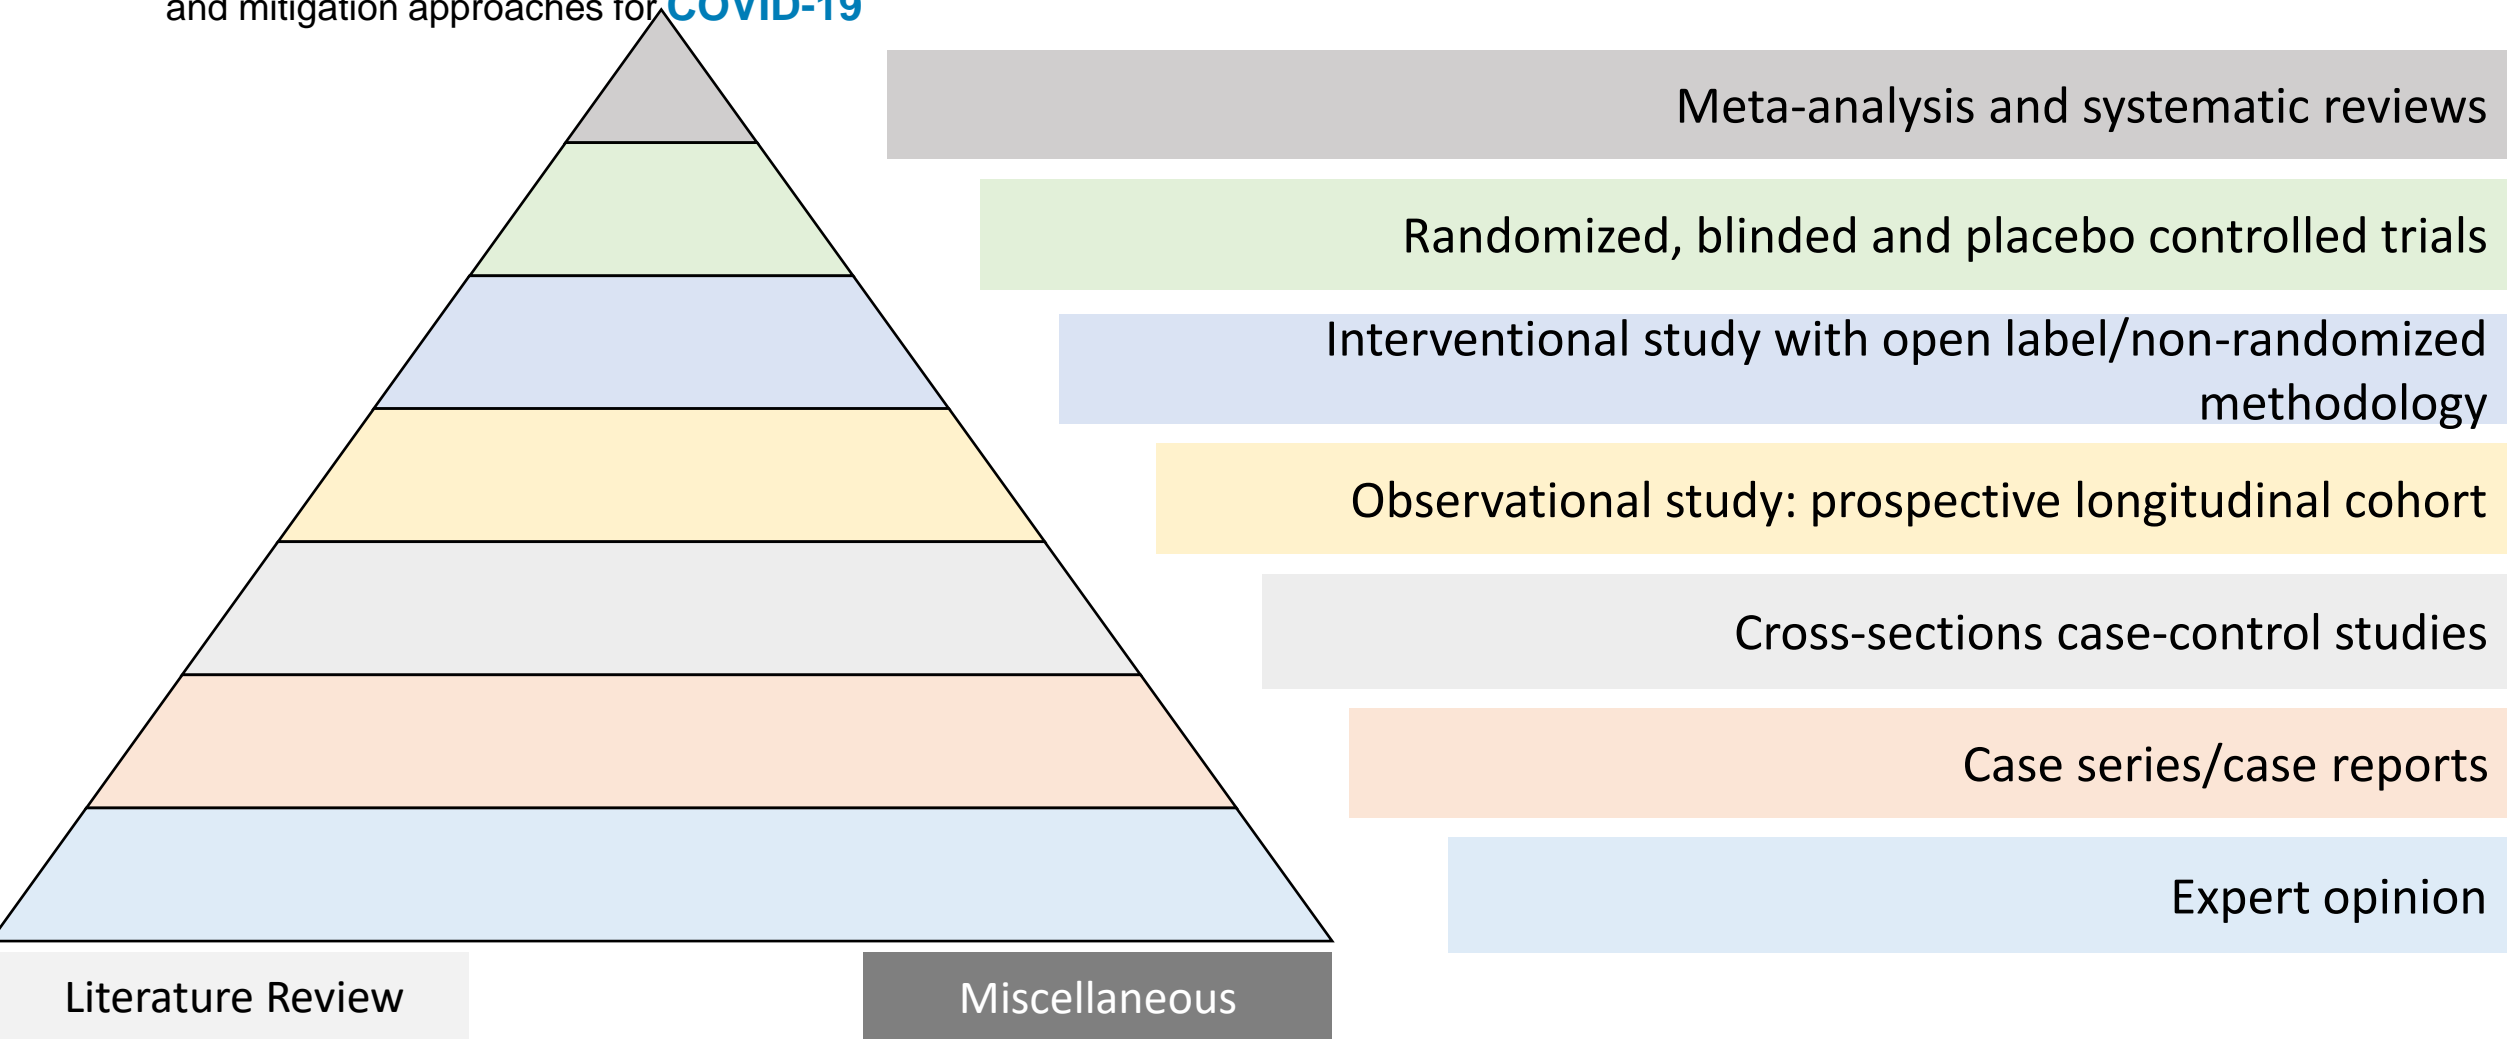 and mitigation approaches for COVID-19
Meta-analysis and systematic reviews
Randomized, blinded and placebo controlled trials
Interventional study with open label/non-randomized
methodology
Observational study: prospective longitudinal cohort
Cross-sections case-control studies
Case series/case reports
Expert opinion
Literature Review
Miscellaneous